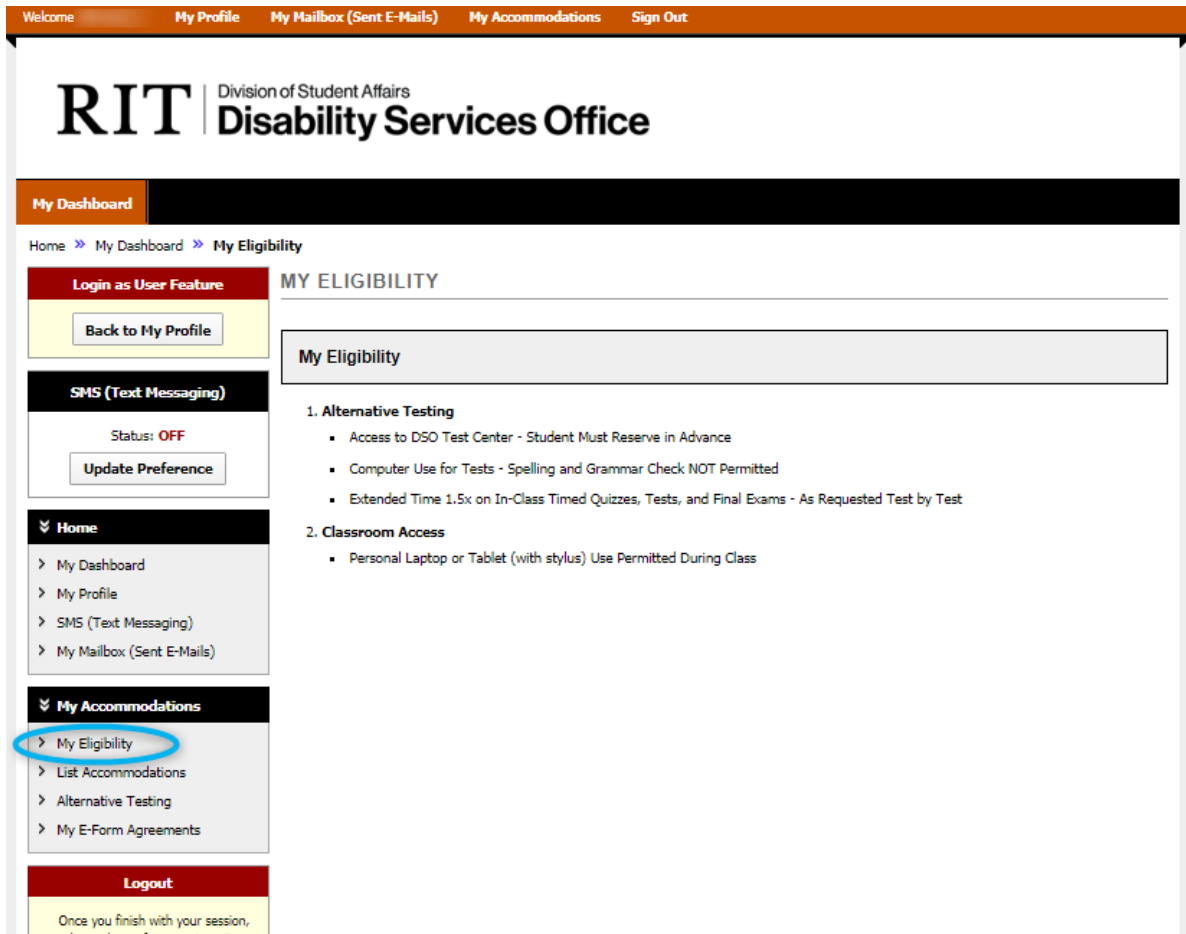 Welcome My Profile My Mailbox (Sent E-Mails) My Accommodations Sign Out
RIT Division of Student Affairs
Disability Services Office
My Dashboard
Home » My Dashboard » My Eligibility
Login as User Feature
Back to My Profile
SMS (Text Messaging)
Status: OFF
Update Preference
Home
My Dashboard
My Profile
SMS (Text Messaging)
My Mailbox (Sent E-Mails)
My Accommodations
My Eligibility
List Accommodations
Alternative Testing
My E-Form Agreements
Logout
Once you finish with your session,
MY ELIGIBILITY
My Eligibility
1. Alternative Testing
Access to DSO Test Center - Student Must Reserve in Advance
Computer Use for Tests - Spelling and Grammar Check NOT Permitted
Extended Time 1.5x on In-Class Timed Quizzes, Tests, and Final Exams - As Requested Test by Test
2. Classroom Access
Personal Laptop or Tablet (with stylus) Use Permitted During Class